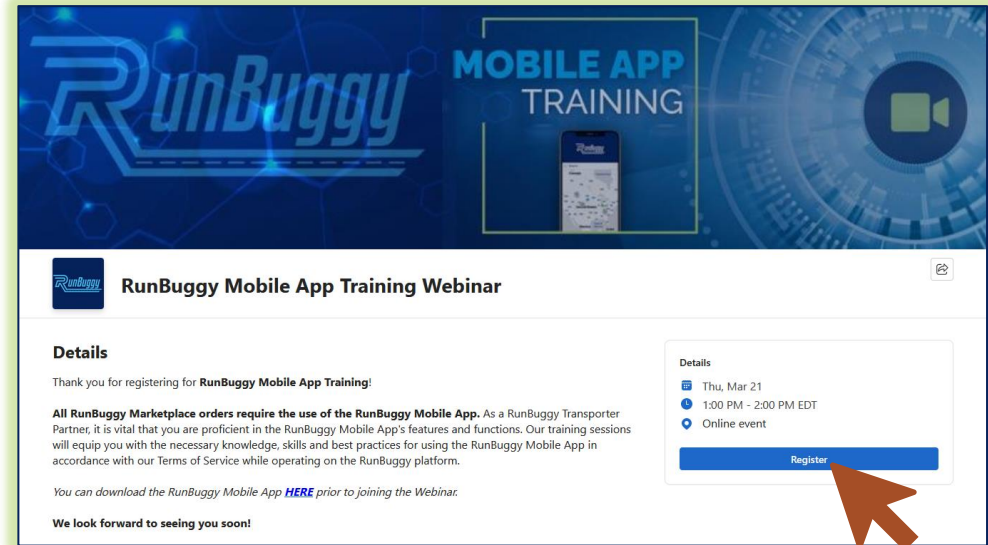 RunBuggy
MOBILE APP
TRAINING
RunBuggy
RunBuggy
RunBuggy Mobile App Training Webinar
Details
Thank you for registering for RunBuggy Mobile App Training!
All RunBuggy Marketplace orders require the use of the RunBuggy Mobile App. As a RunBuggy Transporter
Partner, it is vital that you are proficient in the RunBuggy Mobile App's features and functions. Our training sessions
will equip you with the necessary knowledge, skills and best practices for using the RunBuggy Mobile App in
accordance with our Terms of Service while operating on the RunBuggy platform.
You can download the RunBuggy Mobile App HERE prior to joining the Webinar.
We look forward to seeing you soon!
Details
Thu, Mar 21
1:00 PM - 2:00 PM EDT
Online event
Register